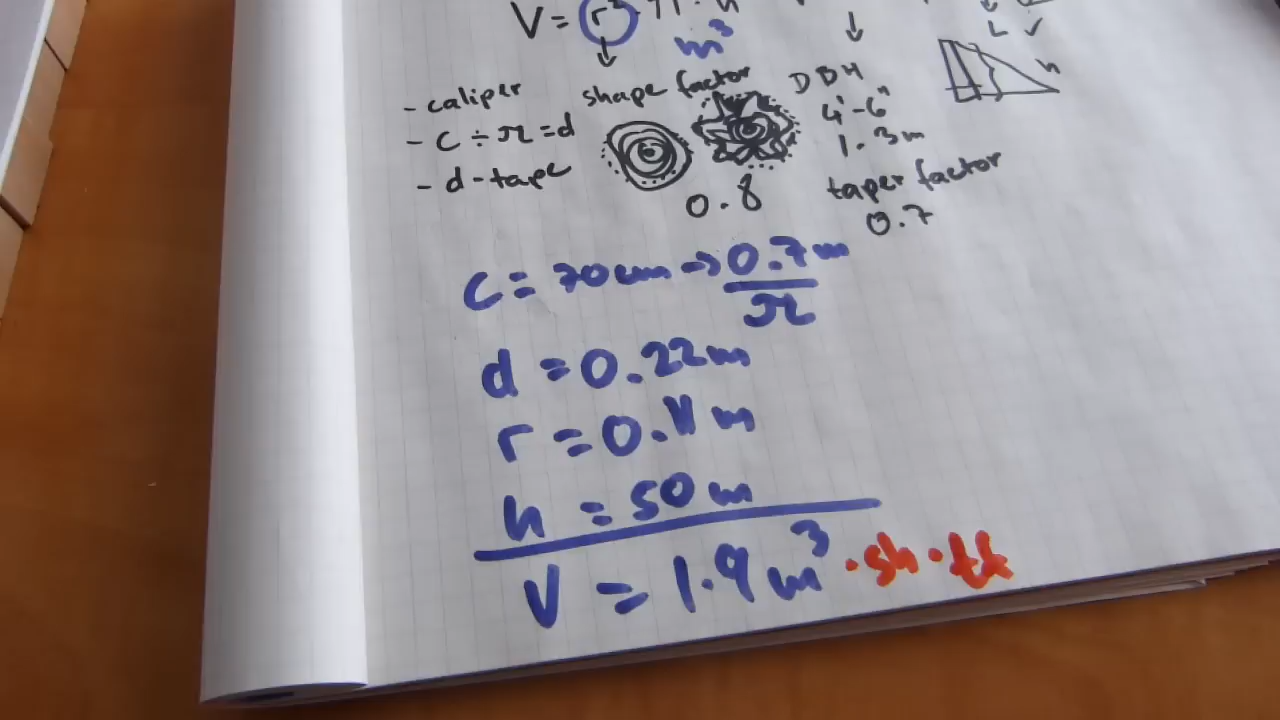 V = r² · π · h
m³
- caliper
- C ÷ π = d
- d-tape
shape factor
0.8
DBH
4'-6"
1.3m
taper factor
0.7
L ✓
h
C = 70cm → 0.7m
π
d = 0.22m
r = 0.11m
h = 50m
V = 1.9m³ · sh · tt